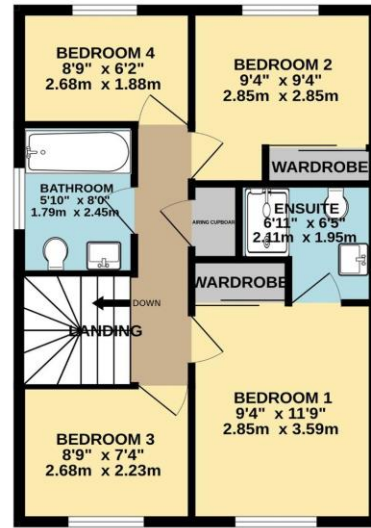 BEDROOM 4
8'9" x 6'2"
2.68m x 1.88m
BEDROOM 2
9'4" x 9'4"
2.85m x 2.85m
WARDROBE
BATHROOM
5'10" x 8'0"
1.79m x 2.45m
AIRING CUPBOARD
ENSUITE
6'11" x 6'5"
2.11m x 1.95m
WARDROBE
DOWN
LANDING
BEDROOM 1
9'4" x 11'9"
2.85m x 3.59m
BEDROOM 3
8'9" x 7'4"
2.68m x 2.23m